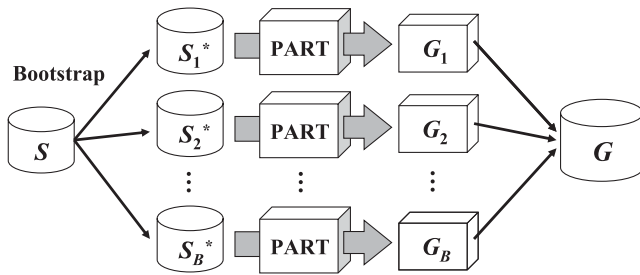 Bootstrap
S
S₁*
PART
G₁
S₂*
PART
G₂
G
⋮
⋮
⋮
S_B*
PART
G_B